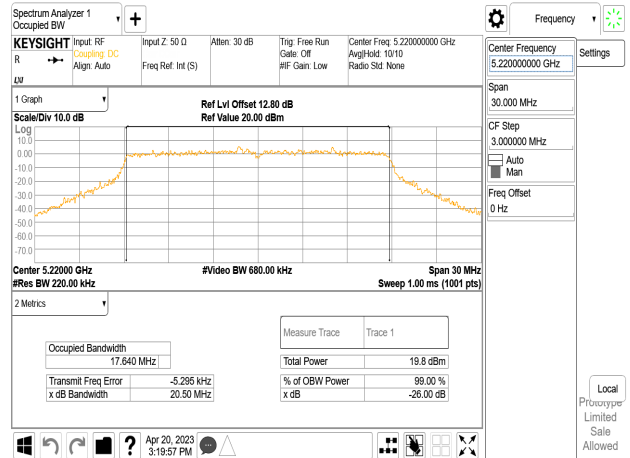 Spectrum Analyzer 1
Occupied BW
Frequency
KEYSIGHT
R
LXI
Input: RF
Coupling: DC
Align: Auto
Input Z: 50 Ω
Freq Ref: Int (S)
Atten: 30 dB
Trig: Free Run
Gate: Off
#IF Gain: Low
Center Freq: 5.220000000 GHz
Avg|Hold: 10/10
Radio Std: None
Center Frequency
5.220000000 GHz
Settings
Span
30.000 MHz
CF Step
3.000000 MHz
Auto
Man
Freq Offset
0 Hz
1 Graph
Scale/Div 10.0 dB
Ref Lvl Offset 12.80 dB
Ref Value 20.00 dBm
Log
10.0
0.00
-10.0
-20.0
-30.0
-40.0
-50.0
-60.0
-70.0
Center 5.22000 GHz
#Video BW 680.00 kHz
Span 30 MHz
#Res BW 220.00 kHz
Sweep 1.00 ms (1001 pts)
2 Metrics
Measure Trace Trace 1
Occupied Bandwidth
17.640 MHz
Total Power 19.8 dBm
Transmit Freq Error -5.295 kHz
% of OBW Power 99.00 %
x dB Bandwidth 20.50 MHz
x dB -26.00 dB
Local
Prototype
Limited
Sale
Allowed
?
Apr 20, 2023
3:19:57 PM